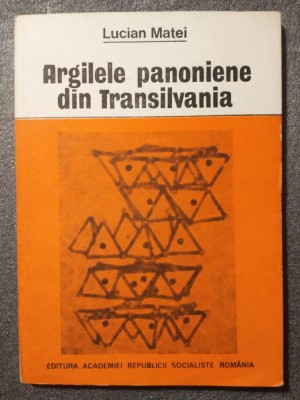 Lucian Matei
Argilele panoniene
din Transilvania
EDITURA ACADEMIEI REPUBLICII SOCIALISTE ROMÂNIA